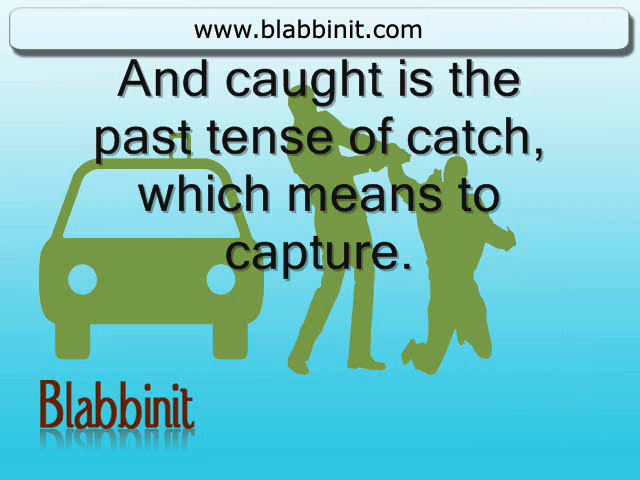 www.blabbinit.com
And caught is the
past tense of catch,
which means to
capture.
Blabbinit